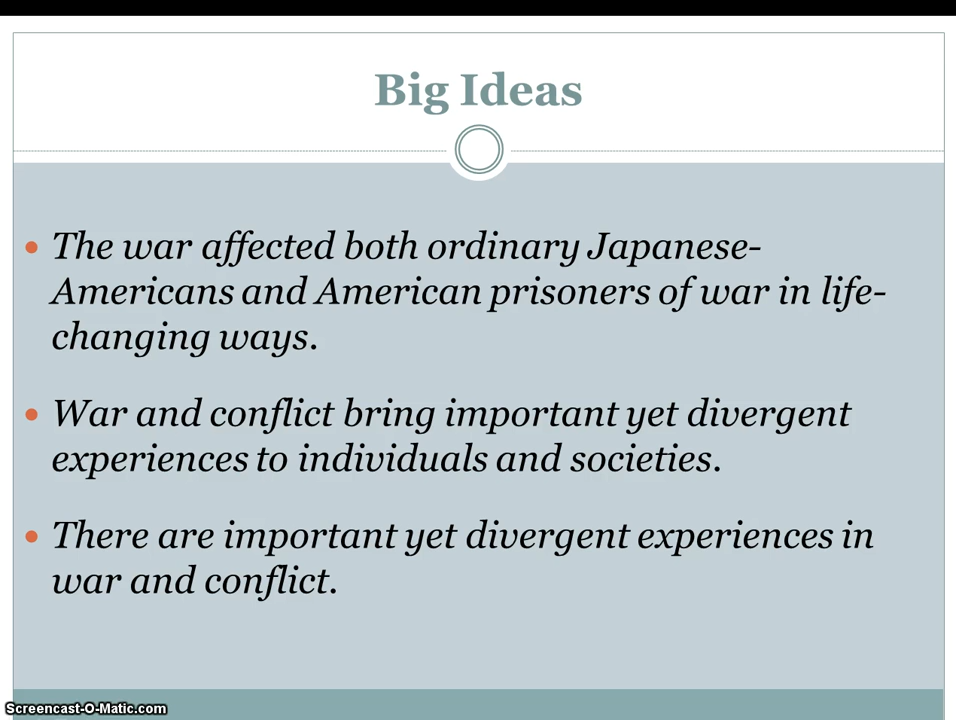 Big Ideas
The war affected both ordinary Japanese-
Americans and American prisoners of war in life-
changing ways.
War and conflict bring important yet divergent
experiences to individuals and societies.
There are important yet divergent experiences in
war and conflict.
Screencast-O-Matic.com